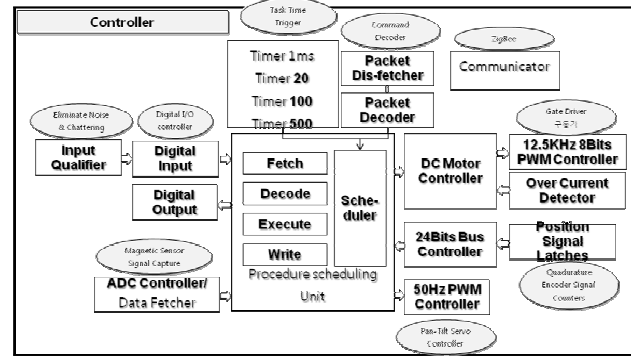 Controller
Task Time
Trigger
Command
Decoder
ZigBee
Timer 1ms
Timer 20
Timer 100
Timer 500
Packet
Dis-fetcher
Packet
Decoder
Communicator
Eliminate Noise
& Chattering
Digital I/O
controller
Gate Driver
구동기
Input
Qualifier
Digital
Input
Digital
Output
Fetch
Decode
Execute
Write
Sche-
duler
Procedure scheduling
Unit
DC Motor
Controller
12.5KHz 8Bits
PWM Controller
Over Current
Detector
24Bits Bus
Controller
Position
Signal
Latches
Magnetic Sensor
Signal Capture
ADC Controller/
Data Fetcher
50Hz PWM
Controller
Quadrature
Encoder Signal
Counters
Pan-Tilt Servo
Controller